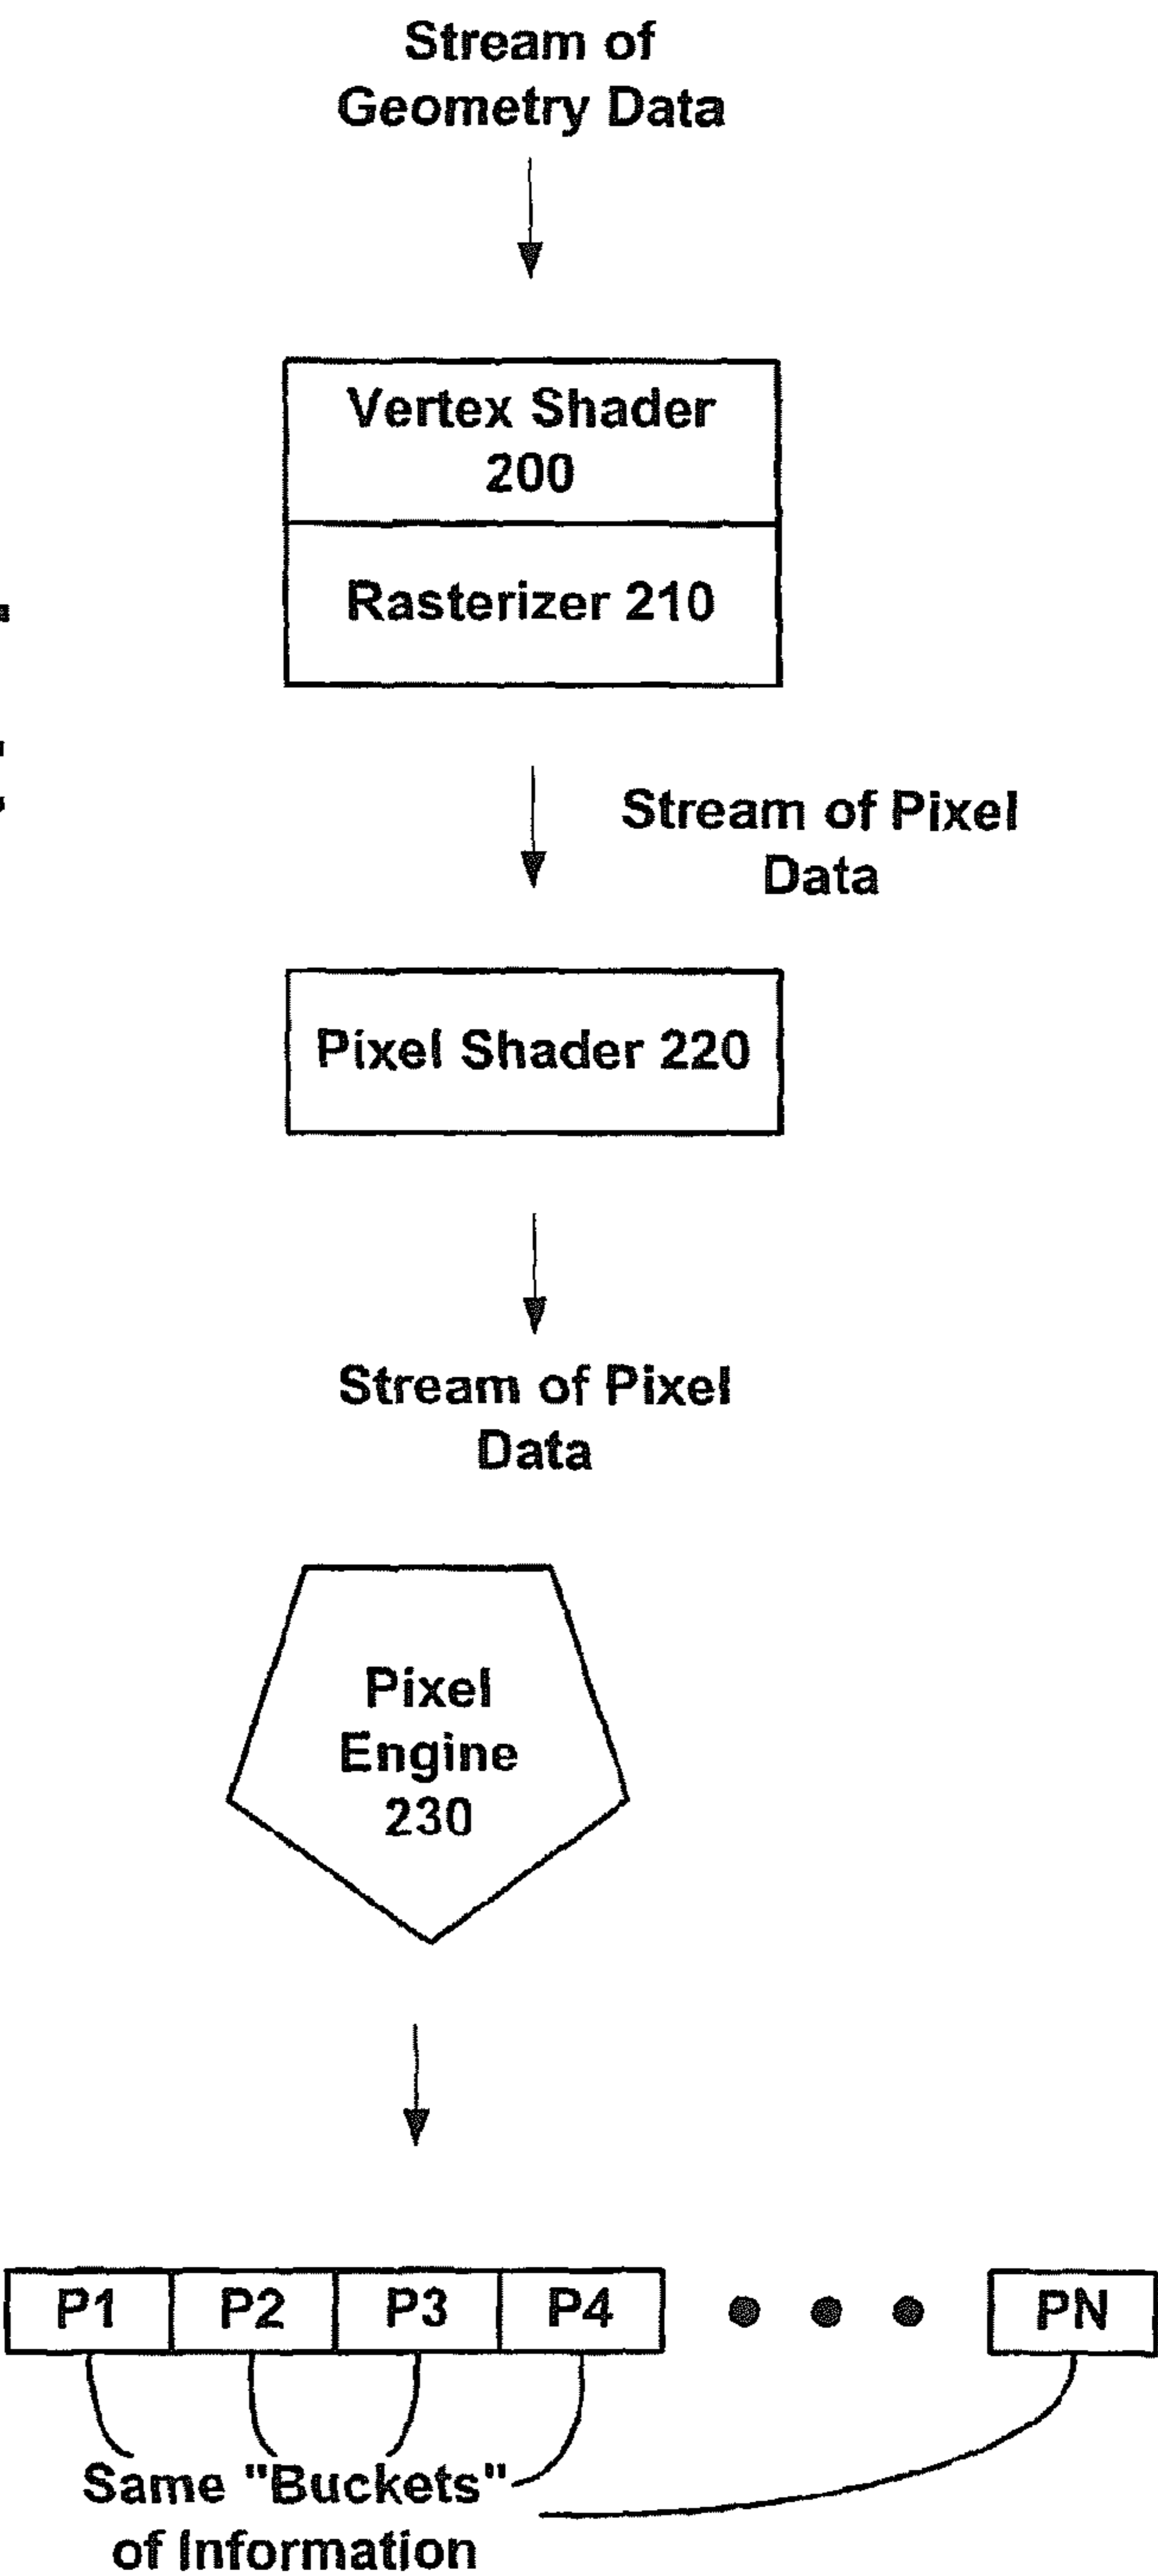 Stream of
Geometry Data
Vertex Shader
200
Rasterizer 210
Stream of Pixel
Data
Pixel Shader 220
Stream of Pixel
Data
Pixel
Engine
230
P1 P2 P3 P4 PN
Same "Buckets"
of Information